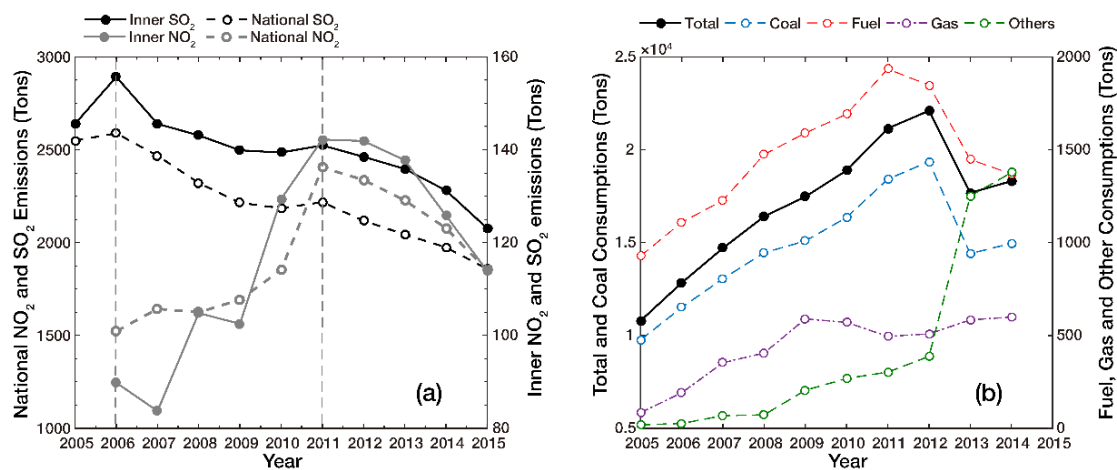 Inner SO2 National SO2
Inner NO2 National NO2
National NO2 and SO2 Emissions (Tons)
3000
2500
2000
1500
1000
160
140
120
100
80
Inner NO2 and SO2 emissions (Tons)
(a)
2005 2006 2007 2008 2009 2010 2011 2012 2013 2014 2015
Year
Total Coal Fuel Gas Others
×10⁴
Total and Coal Consumptions (Tons)
2.5
2
1.5
1
0.5
2000
1500
1000
500
0
Fuel, Gas and Other Consumptions (Tons)
(b)
2005 2006 2007 2008 2009 2010 2011 2012 2013 2014 2015
Year